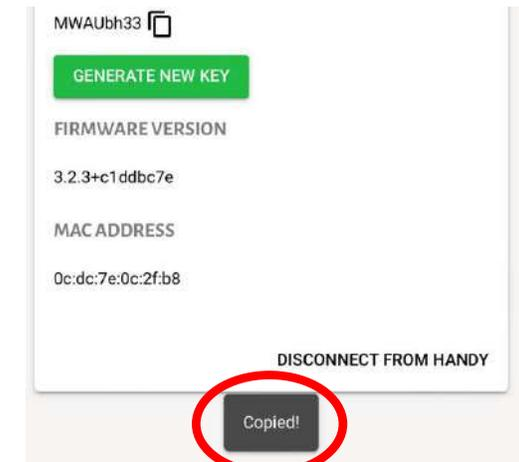 MWAUbh33
GENERATE NEW KEY
FIRMWARE VERSION
3.2.3+c1ddbc7e
MAC ADDRESS
0c:dc:7e:0c:2f:b8
DISCONNECT FROM HANDY
Copied!